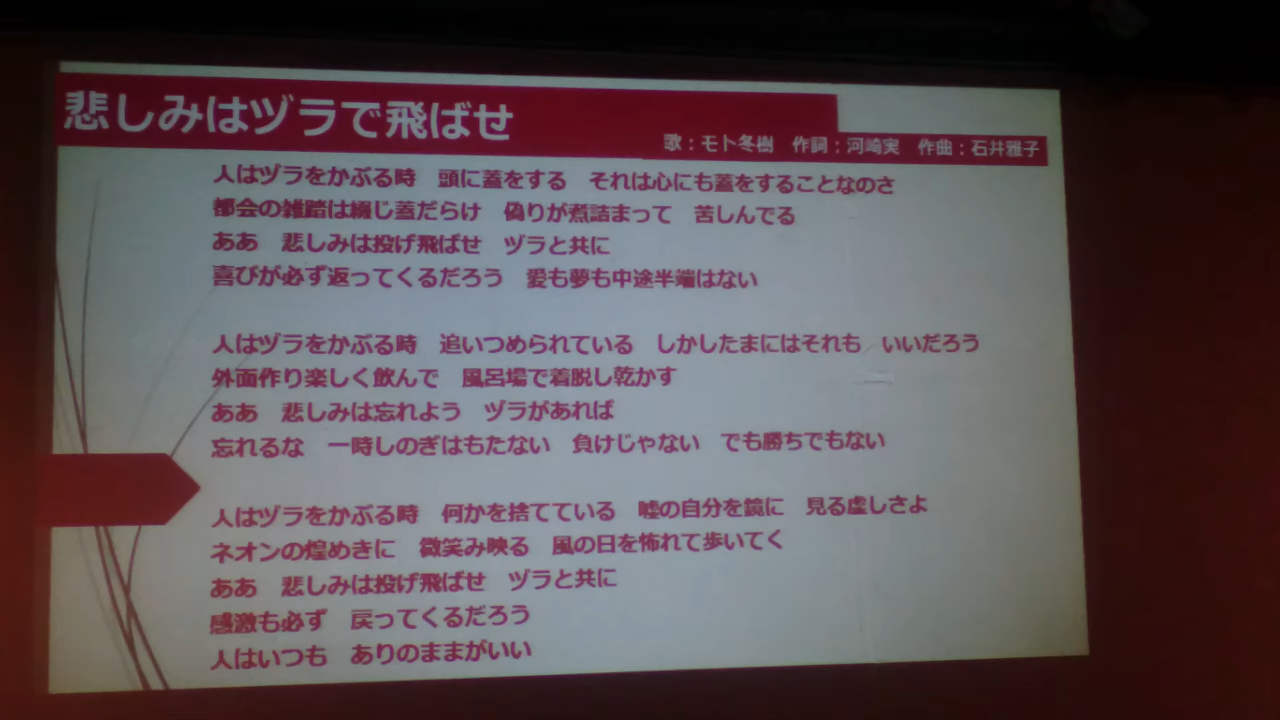 悲しみはヅラで飛ばせ
歌：モト冬樹　作詞：河崎実　作曲：石井雅子
人はヅラをかぶる時　頭に蓋をする　それは心にも蓋をすることなのさ
都会の雑踏は綴じ蓋だらけ　偽りが煮詰まって　苦しんでる
ああ　悲しみは投げ飛ばせ　ヅラと共に
喜びが必ず返ってくるだろう　愛も夢も中途半端はない
人はヅラをかぶる時　追いつめられている　しかしたまにはそれも　いいだろう
外面作り楽しく飲んで　風呂場で着脱し乾かす
ああ　悲しみは忘れよう　ヅラがあれば
忘れるな　一時しのぎはもたない　負けじゃない　でも勝ちでもない
人はヅラをかぶる時　何かを捨てている　嘘の自分を鏡に　見る虚しさよ
ネオンの煌めきに　微笑み映る　風の日を怖れて歩いてく
ああ　悲しみは投げ飛ばせ　ヅラと共に
感激も必ず　戻ってくるだろう
人はいつも　ありのままがいい